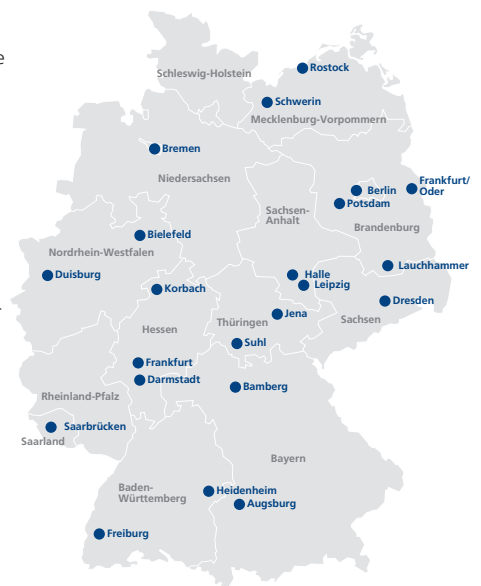 e
Schleswig-Holstein
Rostock
Schwerin
Mecklenburg-Vorpommern
Bremen
Niedersachsen
Frankfurt/
Oder
Berlin
Potsdam
Sachsen-
Anhalt
Brandenburg
Bielefeld
Nordrhein-Westfalen
Lauchhammer
Duisburg
Halle
Leipzig
Korbach
Dresden
Jena
Thüringen
Sachsen
Hessen
Suhl
Frankfurt
Darmstadt
Bamberg
Rheinland-Pfalz
Saarbrücken
Saarland
Bayern
Baden-
Württemberg
Heidenheim
Augsburg
Freiburg